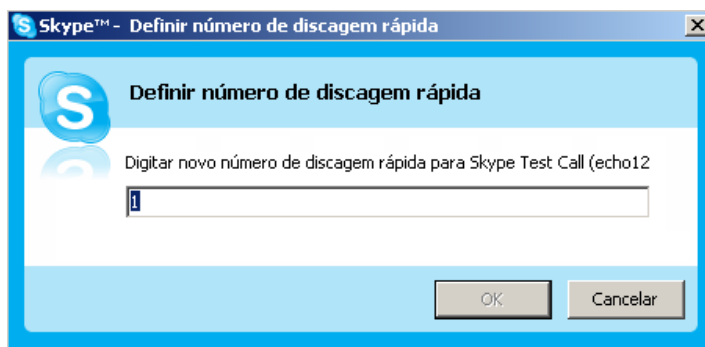 Skype™ - Definir número de discagem rápida
Definir número de discagem rápida
Digitar novo número de discagem rápida para Skype Test Call (echo12
1
OK
Cancelar